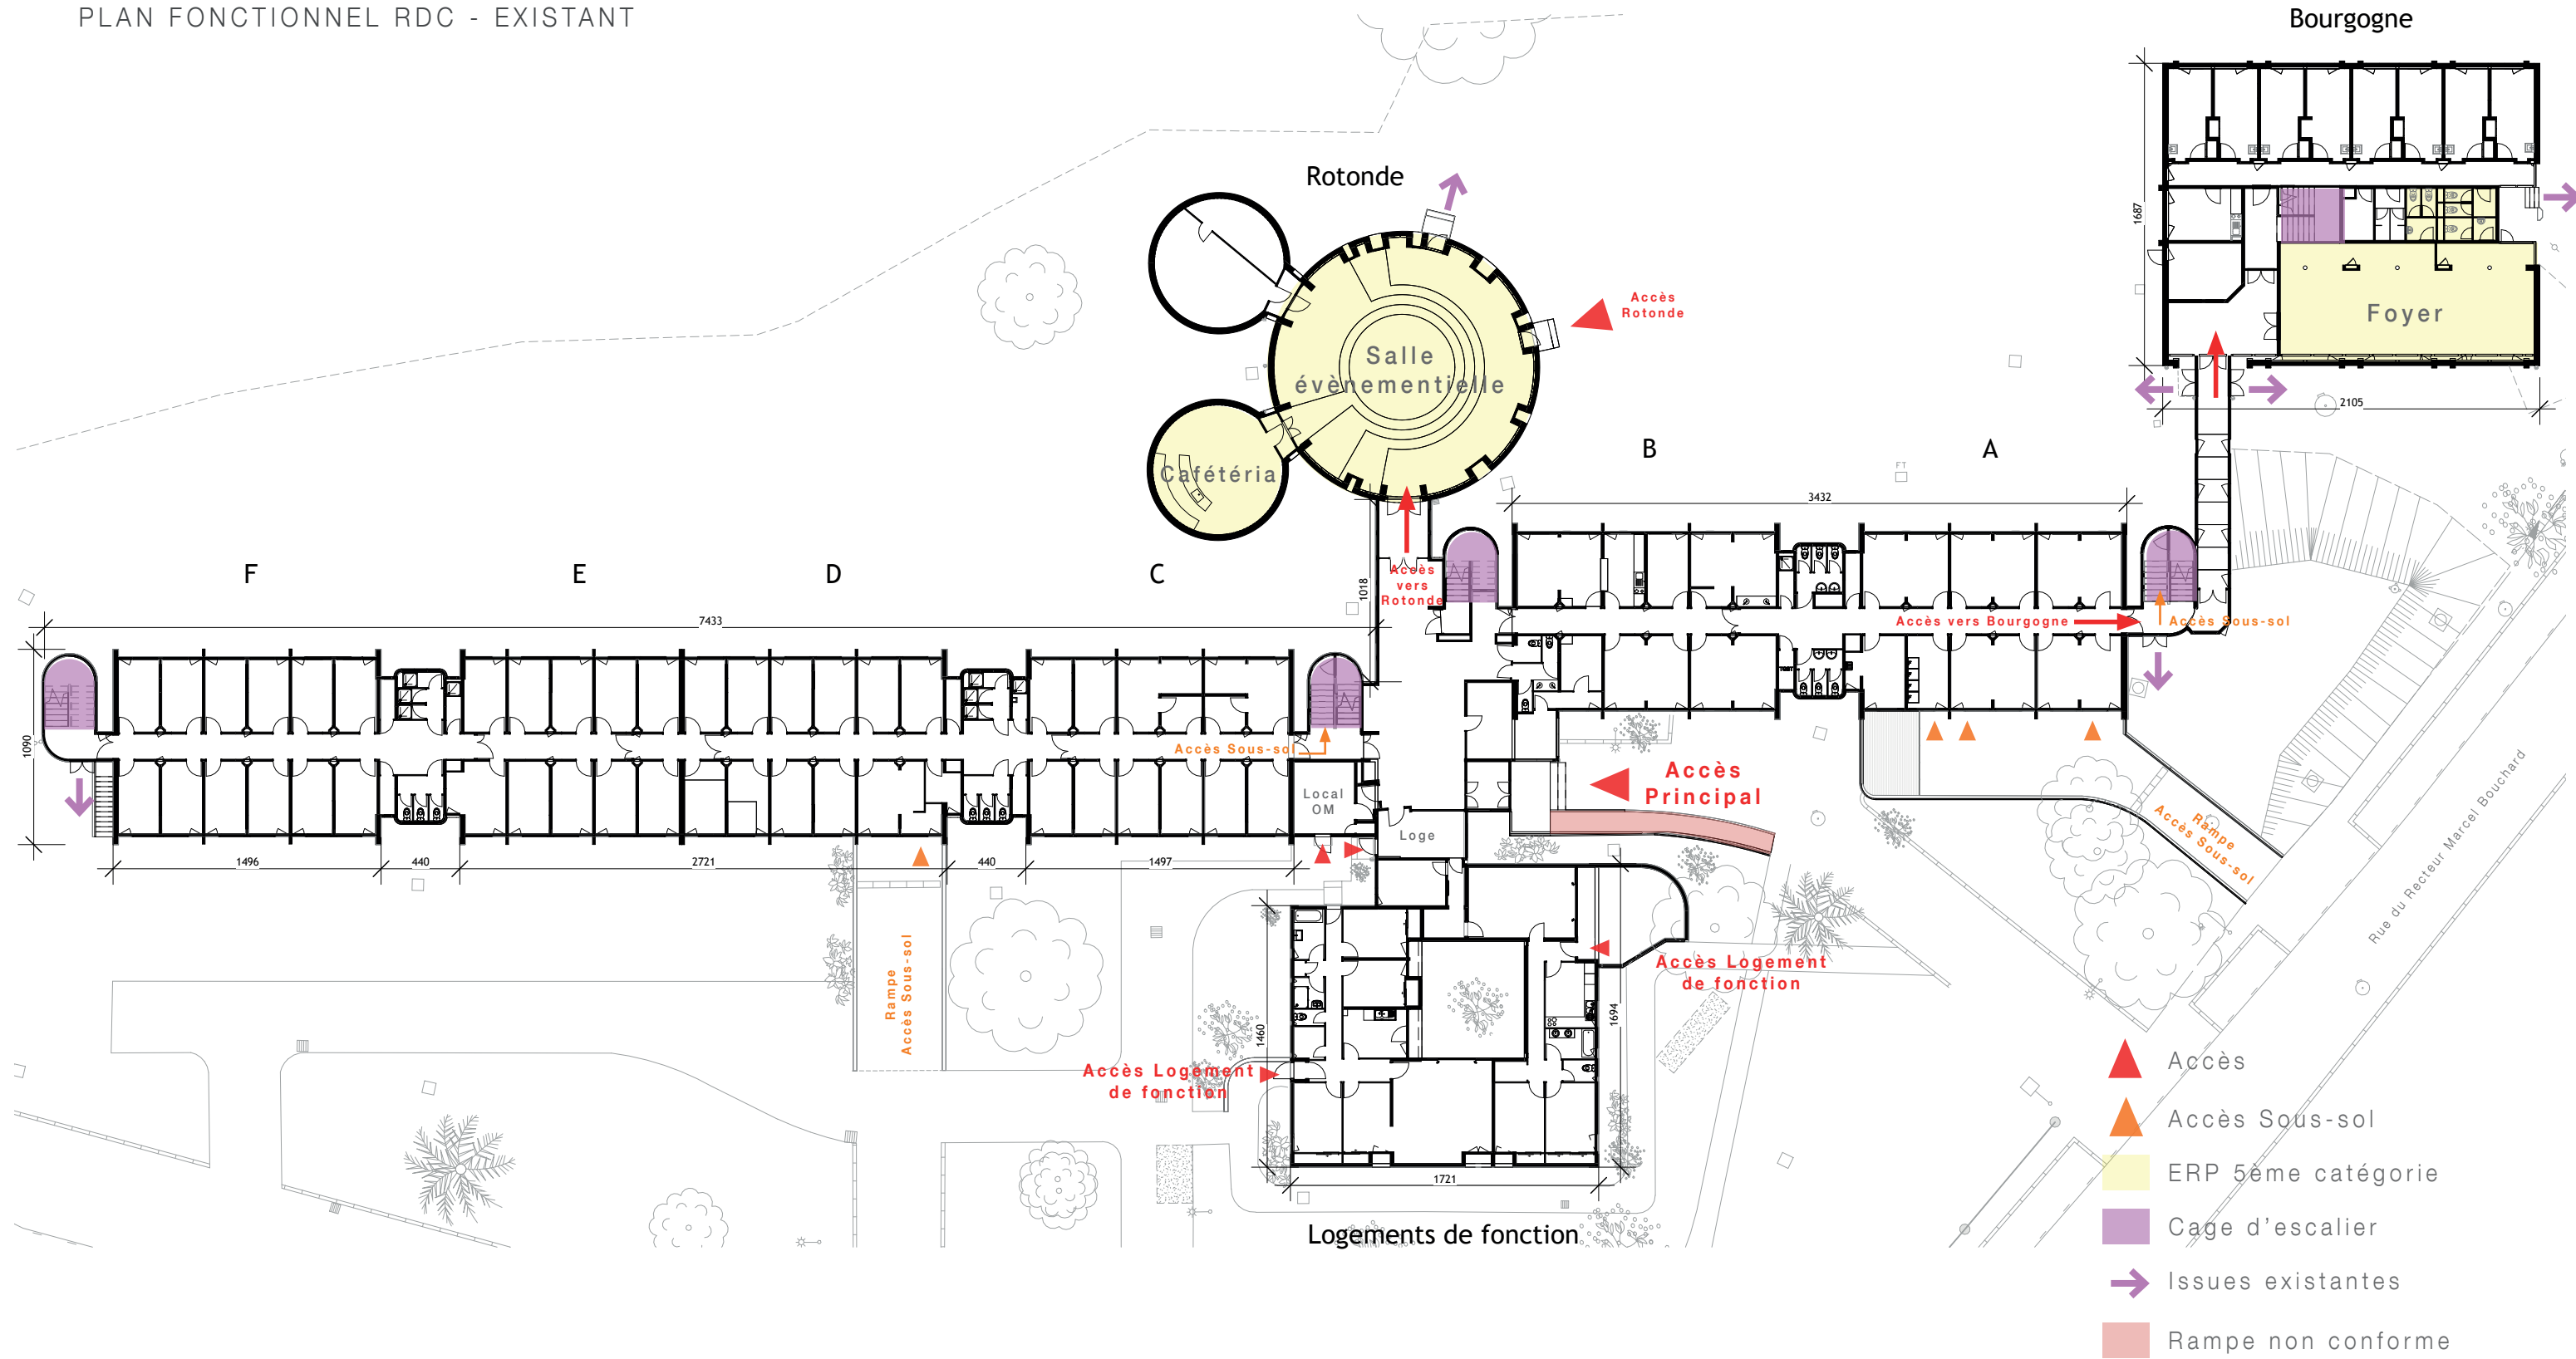 PLAN FONCTIONNEL RDC - EXISTANT
Bourgogne
Rotonde
1687
Accès
Rotonde
Foyer
Salle
évènementielle
2105
Cafétéria
B
A
FT
3432
F
E
D
C
Accès
vers
Rotonde
1018
7433
Accès vers Bourgogne
Accès Sous-sol
1090
Accès Sous-sol
Local
OM
Loge
Accès
Principal
Rampe
Accès Sous-sol
Rue du Recteur Marcel Bouchard
1496
440
2721
440
1497
Rampe
Accès Sous-sol
Accès Logement
de fonction
1460
1694
Accès Logement
de fonction
1721
Logements de fonction
Accès
Accès Sous-sol
ERP 5ème catégorie
Cage d'escalier
Issues existantes
Rampe non conforme